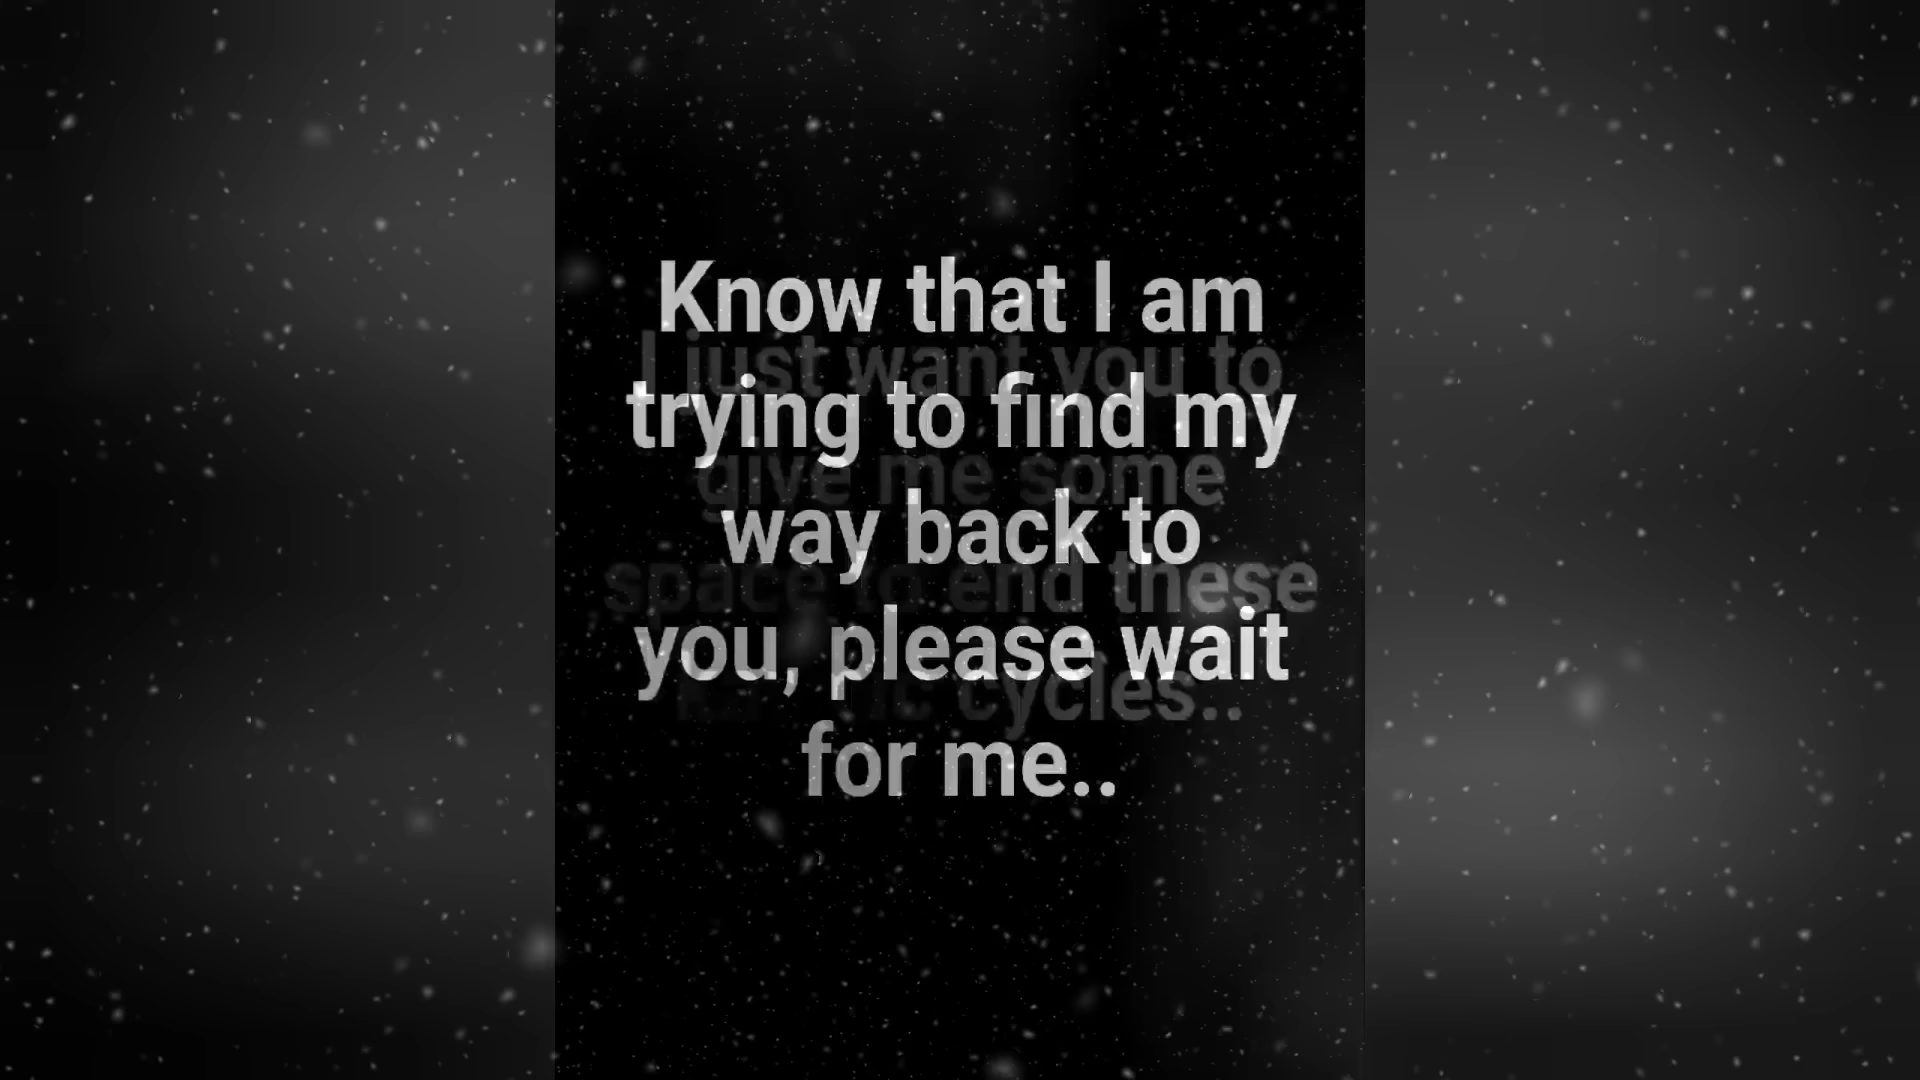 Know that I am
I just want you to
trying to find my
give me some
way back to
space to end these
you, please wait
cycles..
for me..